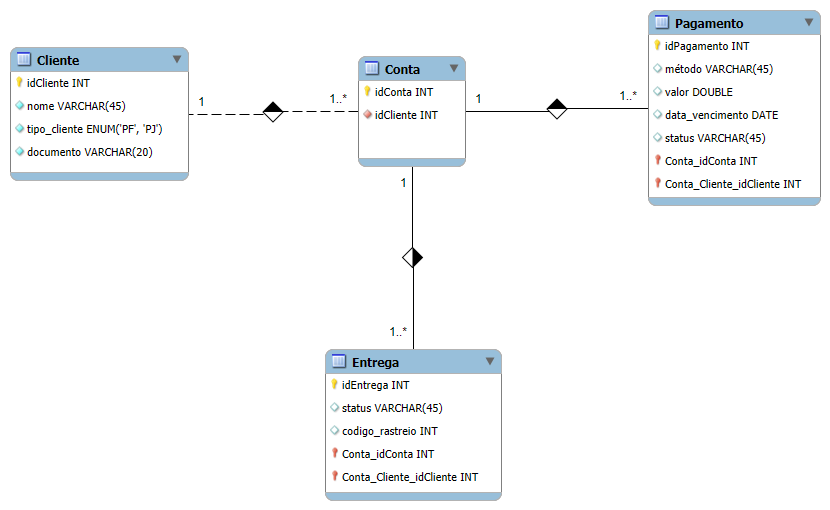 Cliente
idCliente INT
nome VARCHAR(45)
tipo_cliente ENUM('PF', 'PJ')
documento VARCHAR(20)
1
1..*
Conta
idConta INT
idCliente INT
1
1..*
Pagamento
idPagamento INT
método VARCHAR(45)
valor DOUBLE
data_vencimento DATE
status VARCHAR(45)
Conta_idConta INT
Conta_Cliente_idCliente INT
1
1..*
Entrega
idEntrega INT
status VARCHAR(45)
codigo_rastreio INT
Conta_idConta INT
Conta_Cliente_idCliente INT